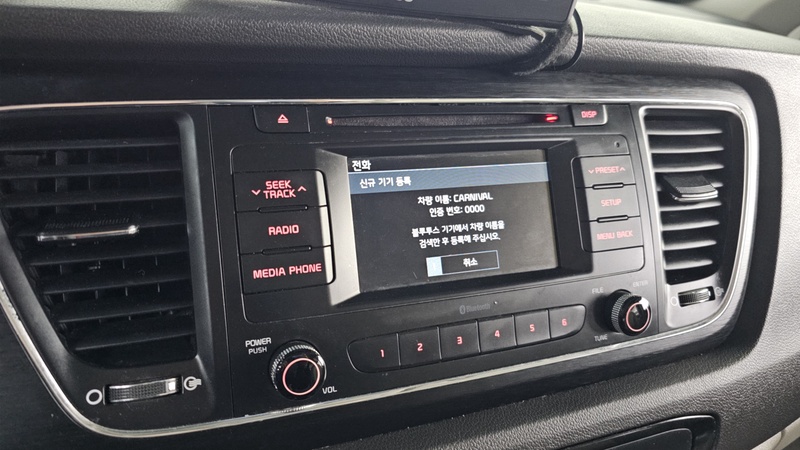 DISP
전화
신규 기기 등록
차량 이름: CARNIVAL
인증 번호: 0000
블루투스 기기에서 차량 이름을
검색한 후 등록해 주십시오.
취소
SEEK
TRACK
RADIO
MEDIA PHONE
PRESET
SETUP
MENU BACK
Bluetooth
1 2 3 4 5 6
POWER
PUSH
VOL
FILE
ENTER
TUNE